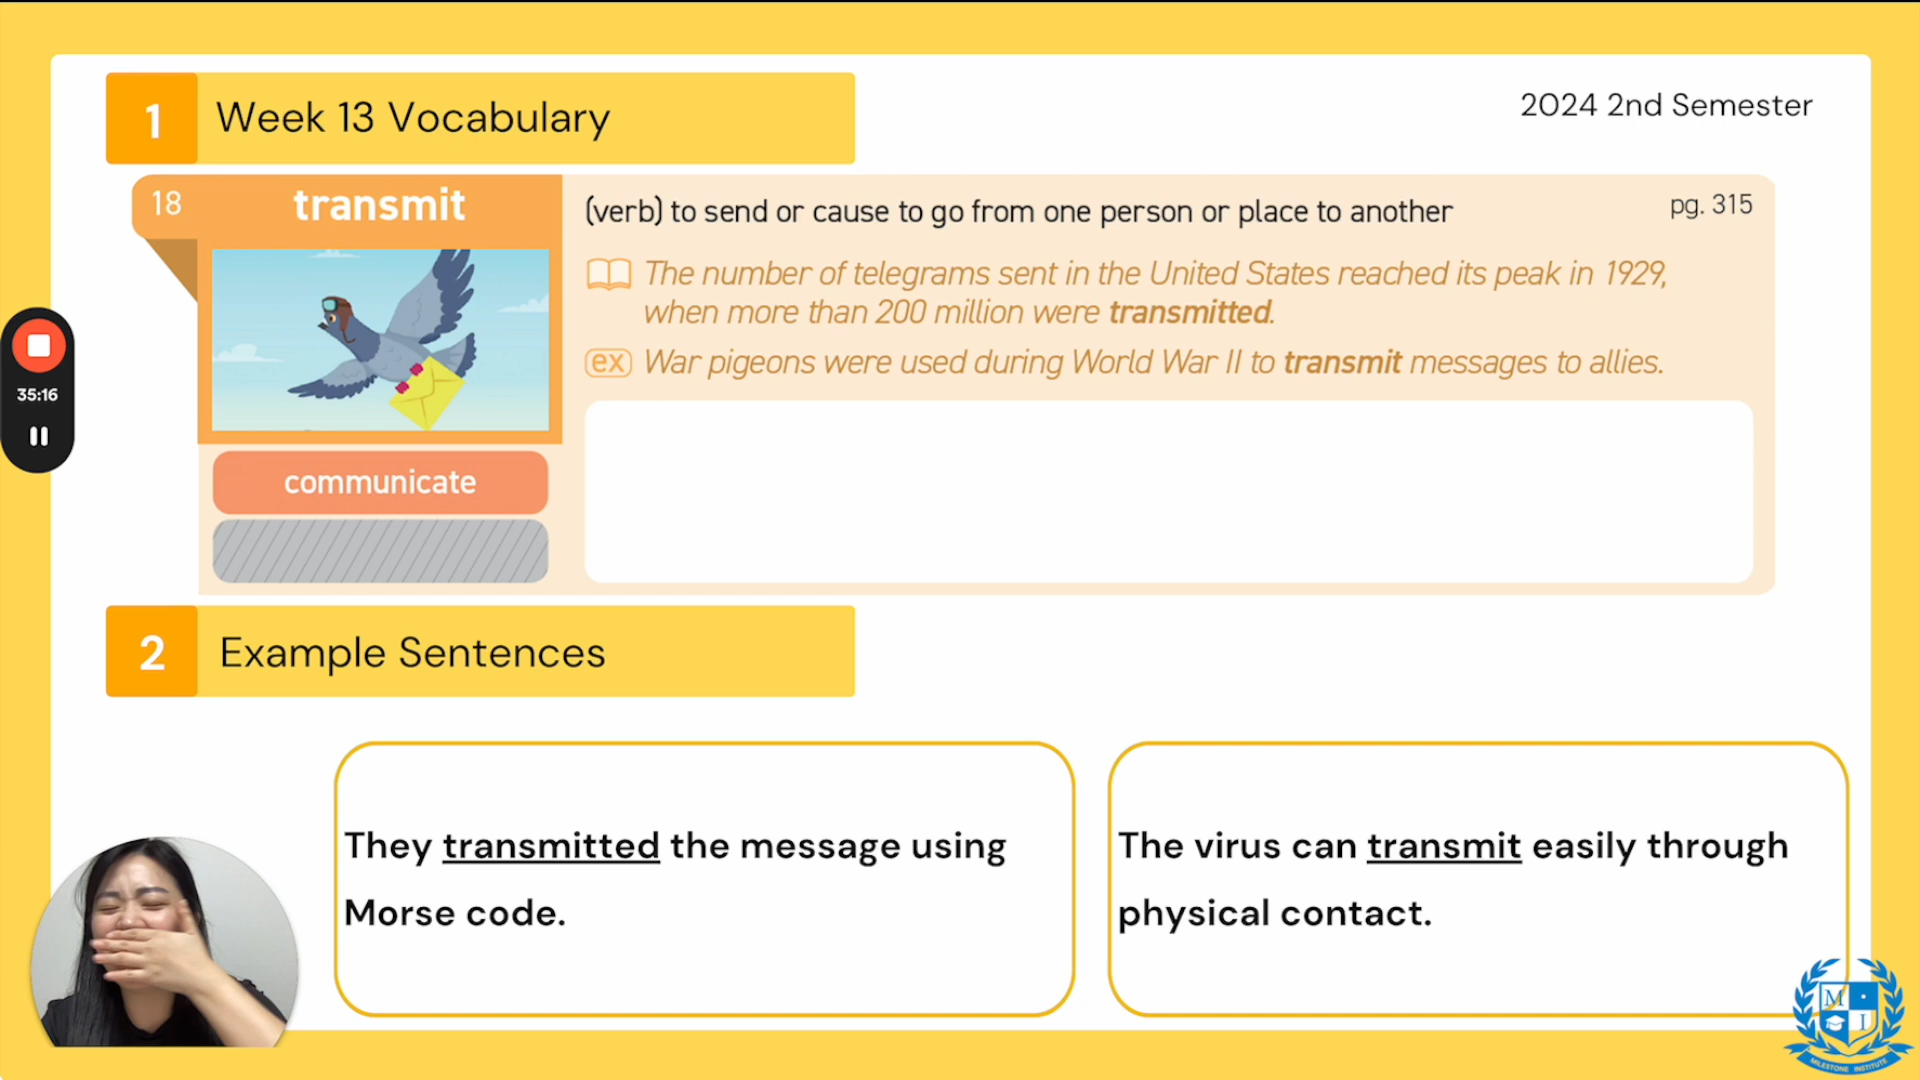 1
Week 13 Vocabulary
2024 2nd Semester
18
transmit
(verb) to send or cause to go from one person or place to another
pg. 315
The number of telegrams sent in the United States reached its peak in 1929,
when more than 200 million were transmitted.
ex War pigeons were used during World War II to transmit messages to allies.
35:16
communicate
2
Example Sentences
They transmitted the message using
Morse code.
The virus can transmit easily through
physical contact.
M
I
MILESTONE INSTITUTE